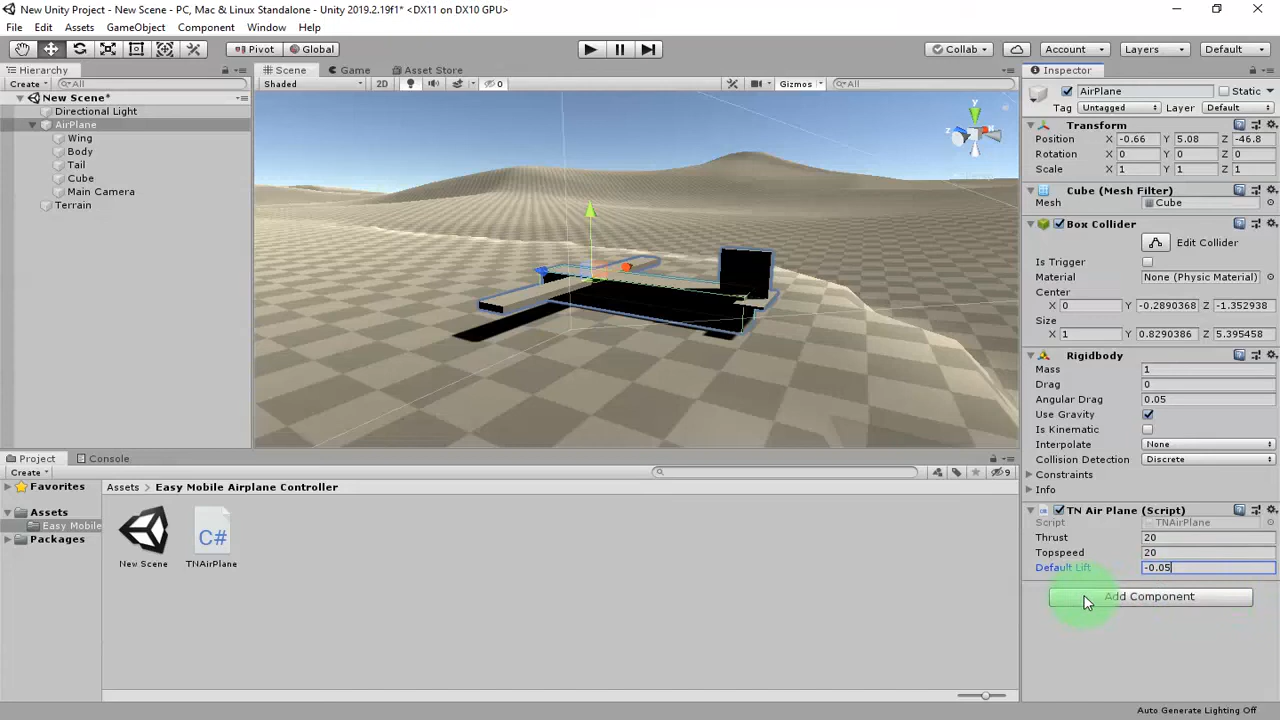 New Unity Project - New Scene - PC, Mac & Linux Standalone - Unity 2019.2.19f1* <DX11 on DX10 GPU>
File Edit Assets GameObject Component Window Help
Pivot Global Collab Account Layers Default
Hierarchy Scene Game Asset Store Inspector
Create All Shaded 2D 0 Gizmos All
New Scene*
Directional Light
AirPlane
Wing
Body
Tail
Cube
Main Camera
Terrain
y
z
AirPlane Static
Tag Untagged Layer Default
Transform
Position X -0.66 Y 5.08 Z -46.8
Rotation X 0 Y 0 Z 0
Scale X 1 Y 1 Z 1
Cube (Mesh Filter)
Mesh Cube
Box Collider
Edit Collider
Is Trigger
Material None (Physic Material)
Center
X 0 Y -0.2890368 Z -1.352938
Size
X 1 Y 0.8290386 Z 5.395458
Rigidbody
Mass 1
Drag 0
Angular Drag 0.05
Use Gravity
Is Kinematic
Interpolate None
Collision Detection Discrete
Constraints
Info
TN Air Plane (Script)
Script TNAirPlane
Thrust 20
Topspeed 20
Default Lift -0.05
Add Component
Project Console
Create 9
Favorites
Assets
Easy Mobile
Packages
Assets > Easy Mobile Airplane Controller
C#
New Scene TNAirPlane
Auto Generate Lighting Off